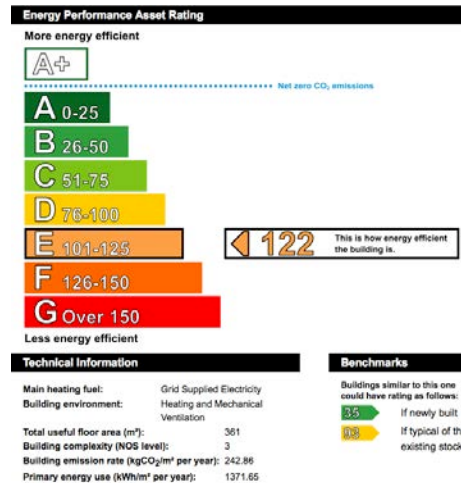 Energy Performance Asset Rating
More energy efficient
A+
Net zero CO₂ emissions
A 0-25
B 26-50
C 51-75
D 76-100
E 101-125
122 This is how energy efficient
the building is.
F 126-150
G Over 150
Less energy efficient
Technical Information
Main heating fuel: Grid Supplied Electricity
Building environment: Heating and Mechanical
Ventilation
Total useful floor area (m²): 361
Building complexity (NOS level): 3
Building emission rate (kgCO₂/m² per year): 242.86
Primary energy use (kWh/m² per year): 1371.65
Benchmarks
Buildings similar to this one
could have rating as follows:
35 If newly built
93 If typical of th
existing stock